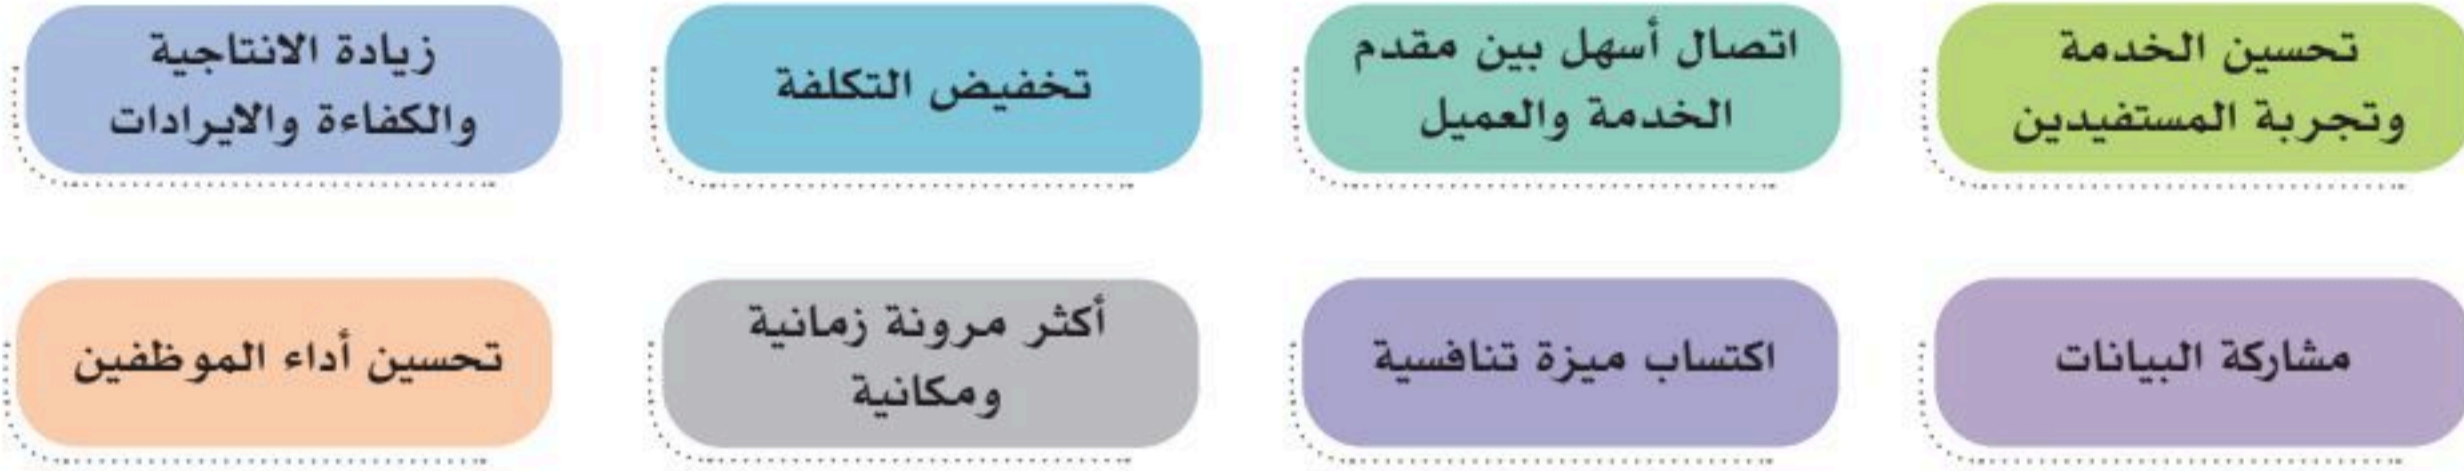 تحسين الخدمة
وتجربة المستفيدين
اتصال أسهل بين مقدم
الخدمة والعميل
تخفيض التكلفة
زيادة الانتاجية
والكفاءة والايرادات
مشاركة البيانات
اكتساب ميزة تنافسية
أكثر مرونة زمانية
ومكانية
تحسين أداء الموظفين